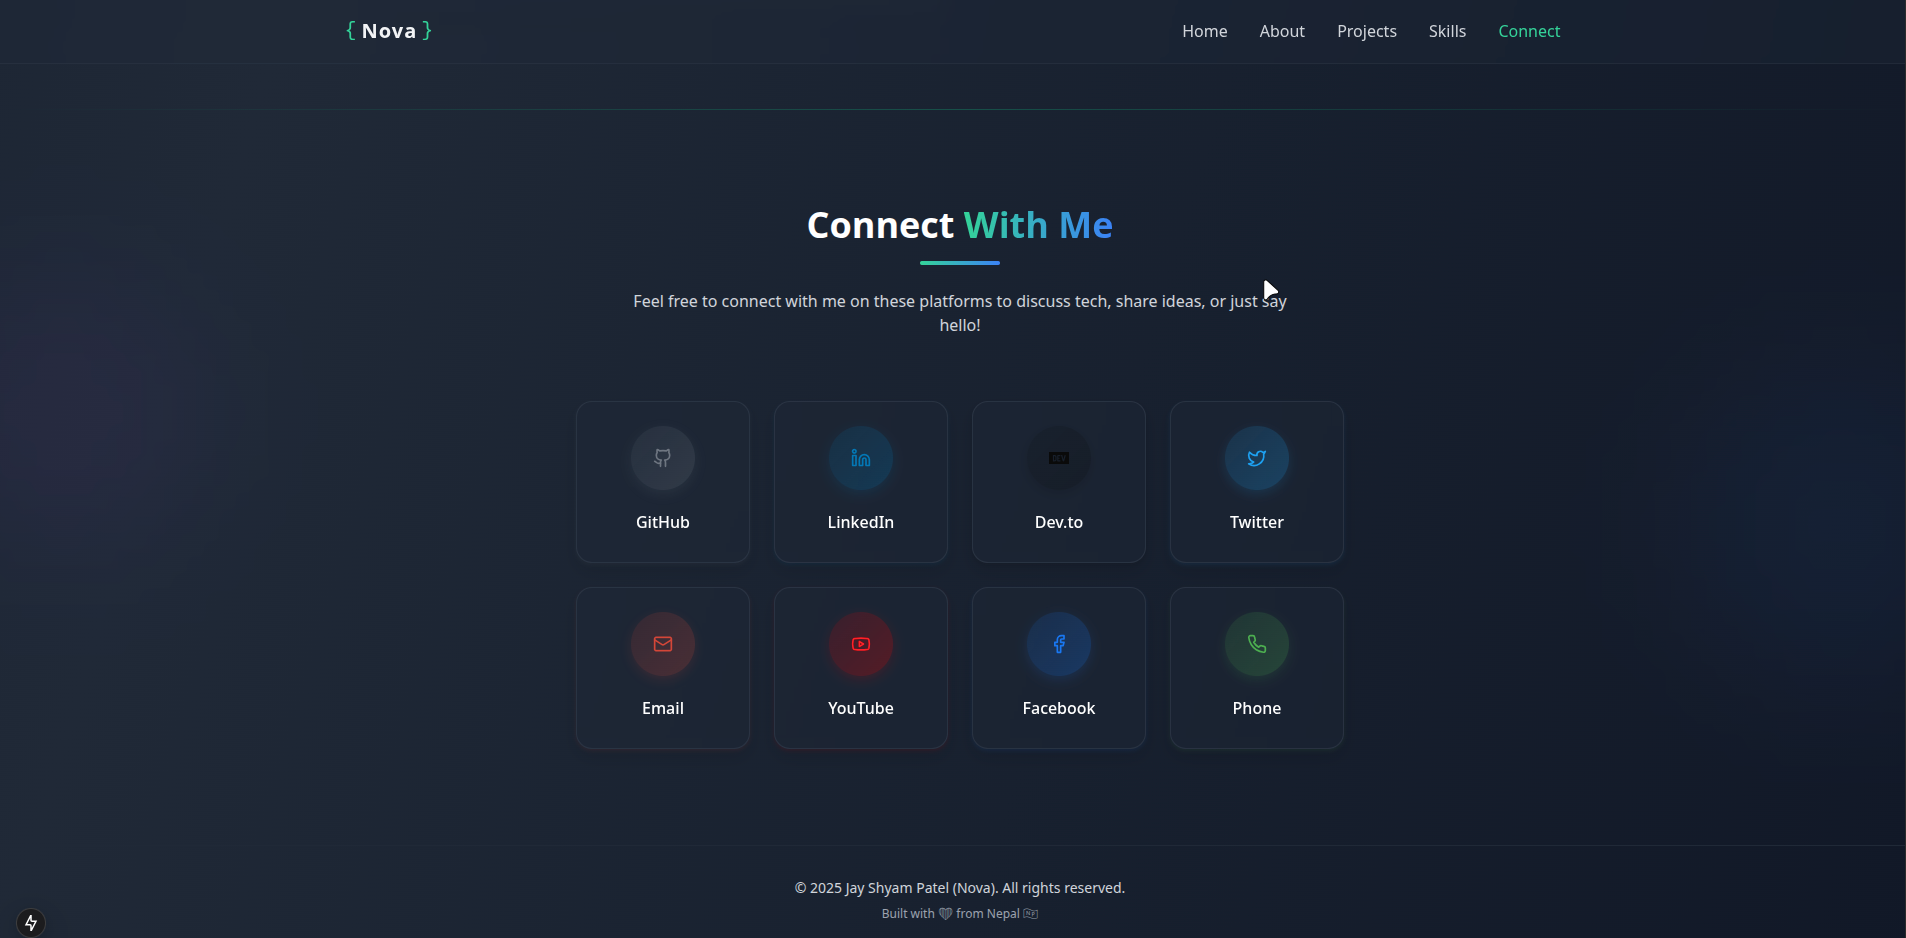 { Nova }
Home About Projects Skills Connect
Connect With Me
Feel free to connect with me on these platforms to discuss tech, share ideas, or just say
hello!
GitHub LinkedIn Dev.to Twitter
DEV
Email YouTube Facebook Phone
© 2025 Jay Shyam Patel (Nova). All rights reserved.
Built with 🤍 from Nepal 🇳🇵